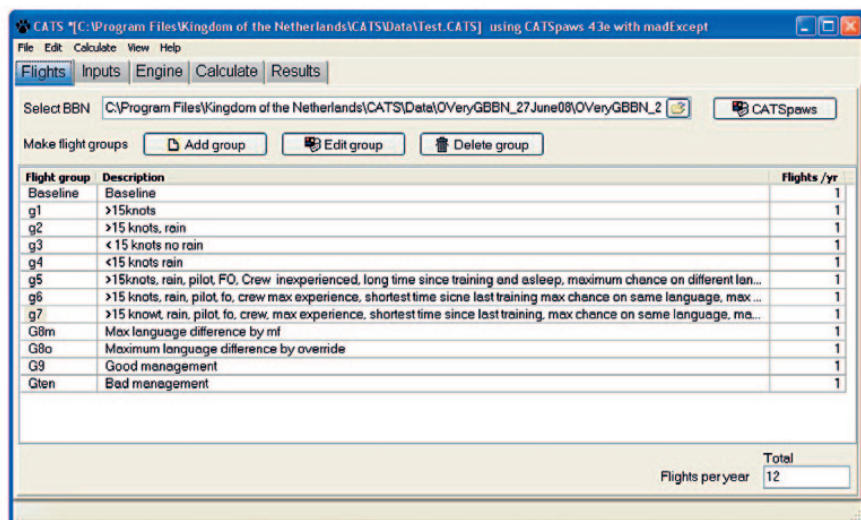 CATS *[C:\Program Files\Kingdom of the Netherlands\CATS\Data\Test.CATS] using CATSpaws 43e with madExcept
File Edit Calculate View Help
Flights Inputs Engine Calculate Results
Select BBN C:\Program Files\Kingdom of the Netherlands\CATS\Data\OVeryGBBN_27June08\OVeryGBBN_2 CATSpaws
Make flight groups Add group Edit group Delete group
Flight group Description Flights /yr
Baseline Baseline 1
g1 >15knots 1
g2 >15 knots, rain 1
g3 < 15 knots no rain 1
g4 <15 knots rain 1
g5 >15knots, rain, pilot, FO, Crew inexperienced, long time since training and asleep, maximum chance on different lan... 1
g6 >15 knots, rain, pilot, fo, crew max experience, shortest time sicne last training max chance on same language, max ... 1
g7 >15 knowt, rain, pilot, fo, crew, max experience, shortest time since last training, max chance on same language, ma... 1
G8m Max language difference by mf 1
G8o Maximum language difference by override 1
G9 Good management 1
Gten Bad management 1
Total
Flights per year 12